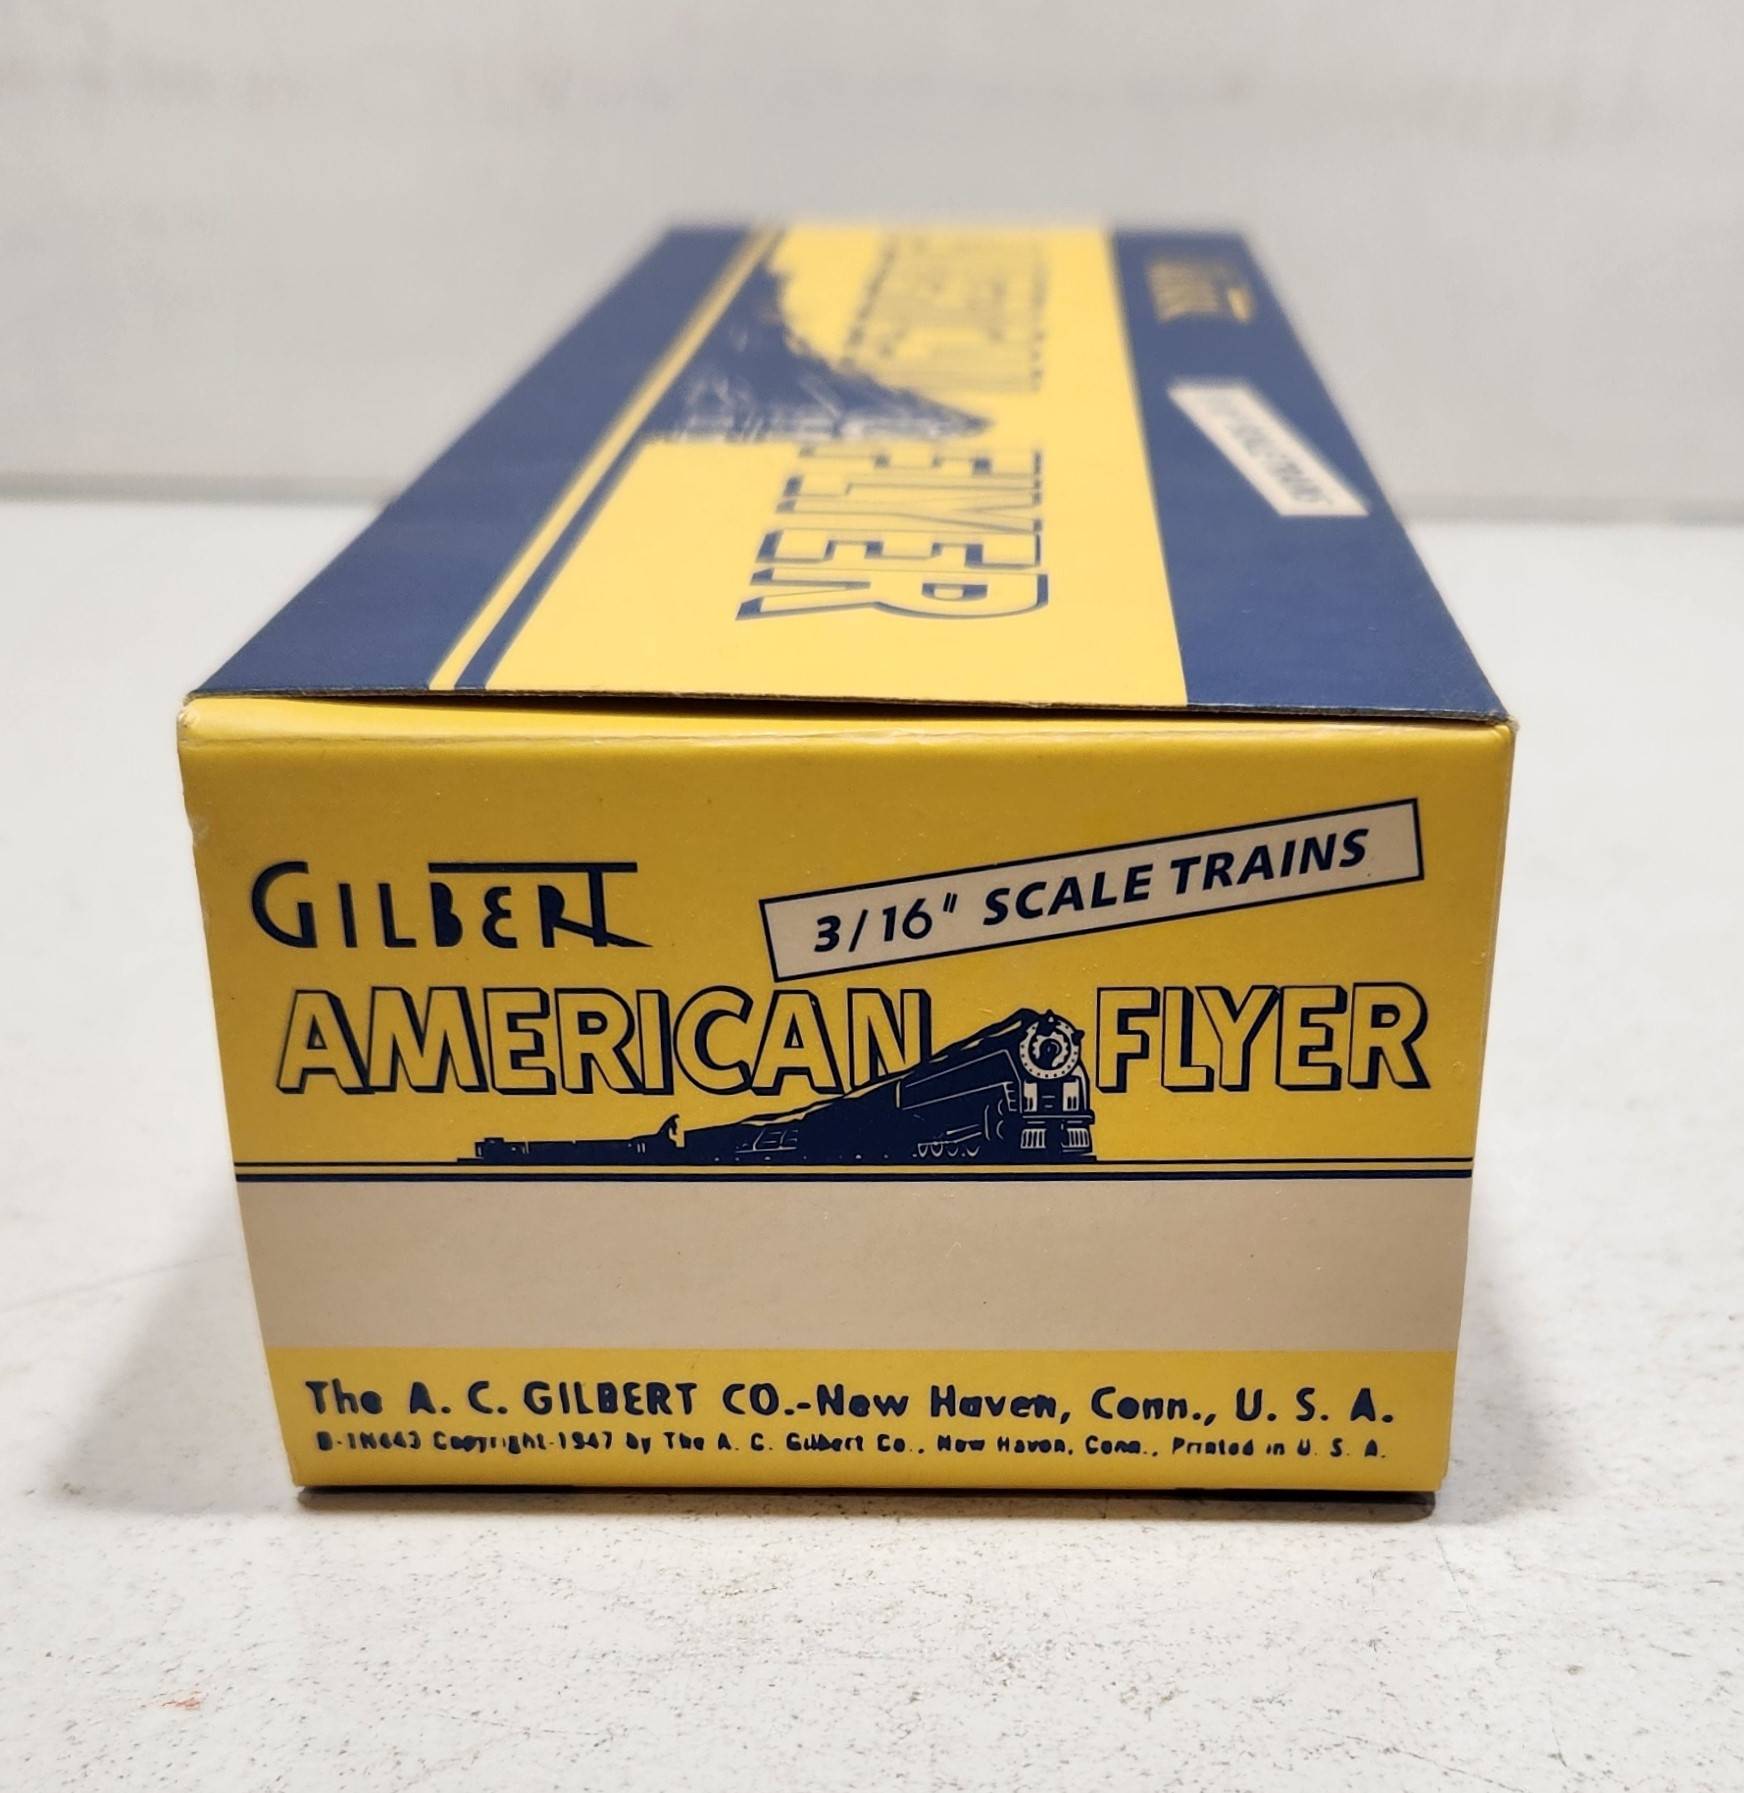 FLYER
GILBERT
3/16" SCALE TRAINS
AMERICAN FLYER
The A. C. GILBERT CO.-New Haven, Conn., U. S. A.
Copyright-1947 by The A. C. Gilbert Co., New Haven, Conn., Printed in U. S. A.